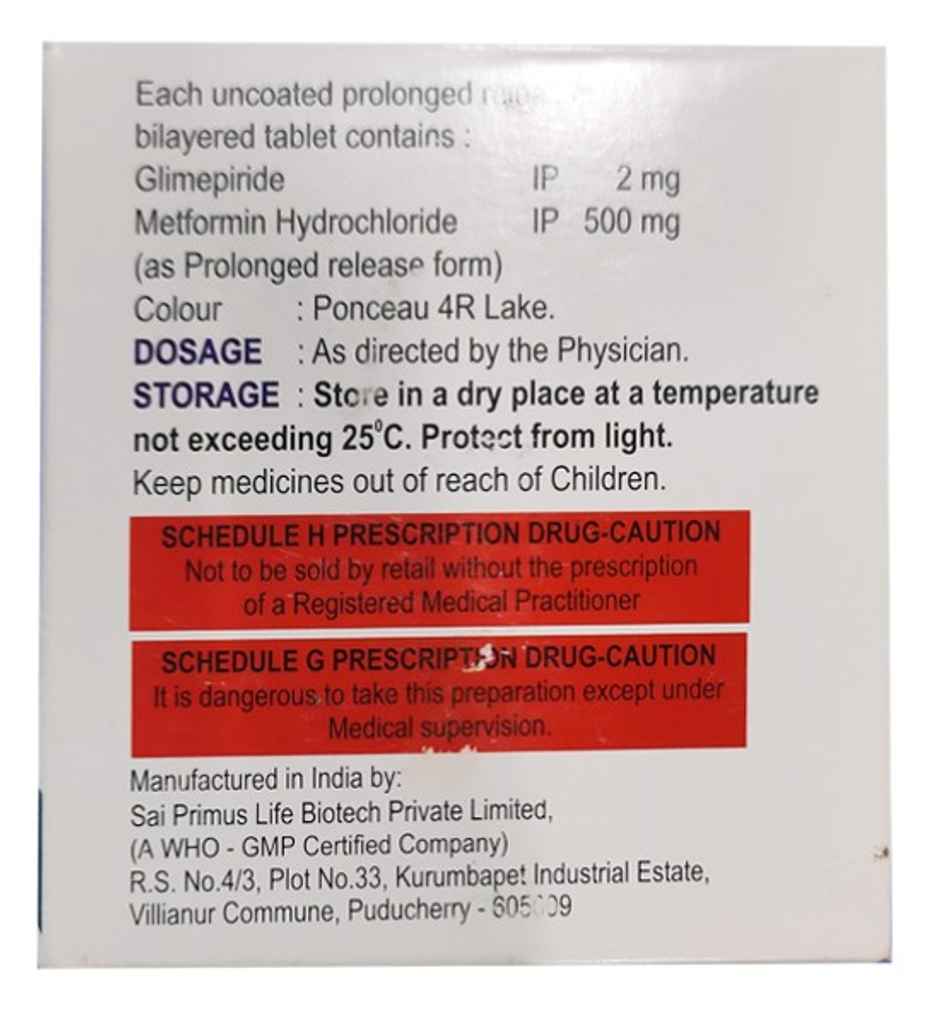 Each uncoated prolonged
bilayered tablet contains :
Glimepiride IP 2 mg
Metformin Hydrochloride IP 500 mg
(as Prolonged release form)
Colour : Ponceau 4R Lake.
DOSAGE : As directed by the Physician.
STORAGE : Store in a dry place at a temperature
not exceeding 25⁰C. Protect from light.
Keep medicines out of reach of Children.
SCHEDULE H PRESCRIPTION DRUG-CAUTION
Not to be sold by retail without the prescription
of a Registered Medical Practitioner
SCHEDULE G PRESCRIPTION DRUG-CAUTION
It is dangerous to take this preparation except under
Medical supervision.
Manufactured in India by:
Sai Primus Life Biotech Private Limited,
(A WHO - GMP Certified Company)
R.S. No.4/3, Plot No.33, Kurumbapet Industrial Estate,
Villianur Commune, Puducherry -